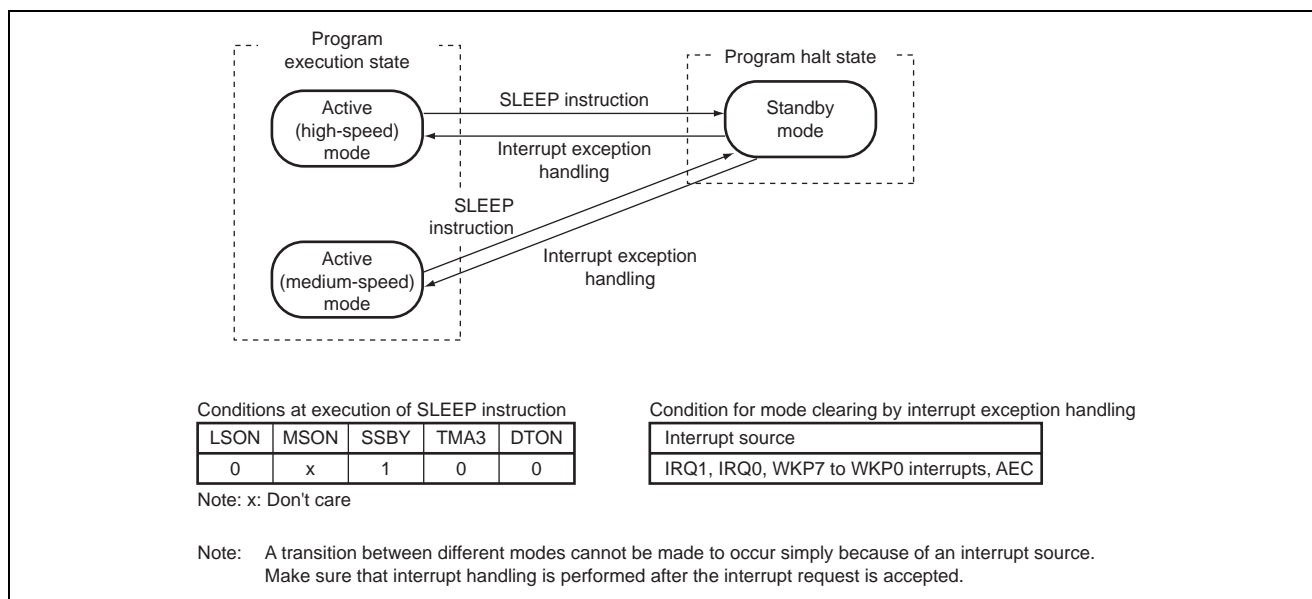 Program
execution state
Program halt state
Active
(high-speed)
mode
SLEEP instruction
Standby
mode
Interrupt exception
handling
SLEEP
instruction
Active
(medium-speed)
mode
Interrupt exception
handling
Conditions at execution of SLEEP instruction
LSON MSON SSBY TMA3 DTON
0 x 1 0 0
Note: x: Don't care
Condition for mode clearing by interrupt exception handling
Interrupt source
IRQ1, IRQ0, WKP7 to WKP0 interrupts, AEC
Note: A transition between different modes cannot be made to occur simply because of an interrupt source.
Make sure that interrupt handling is performed after the interrupt request is accepted.